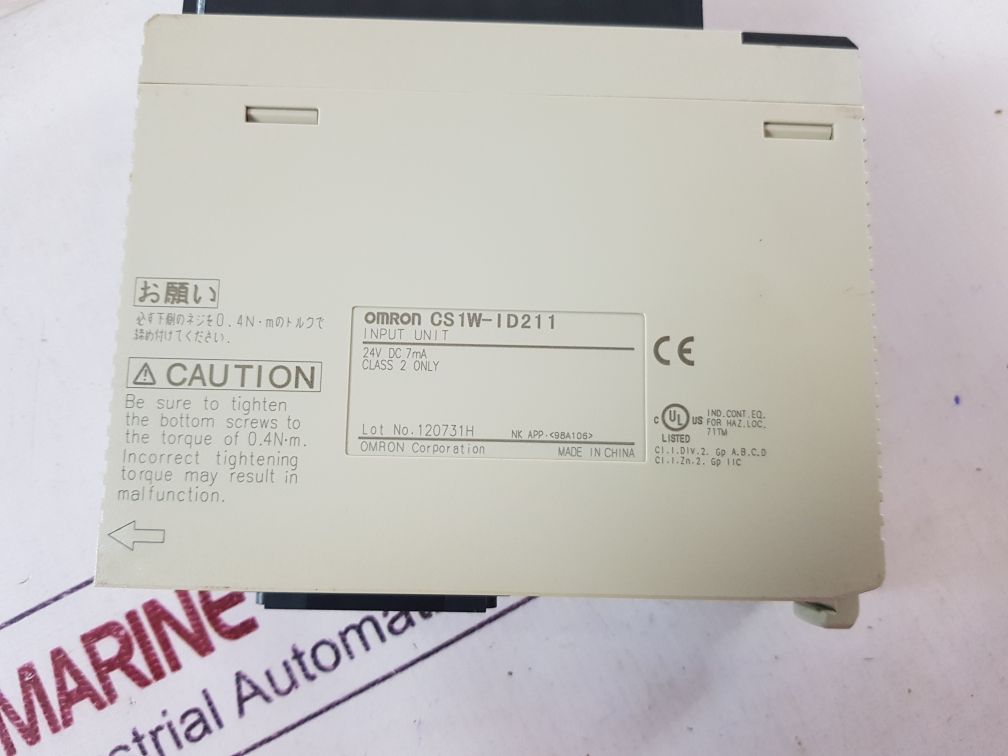 お願い
必ず下側のネジを0.4N・mのトルクで
締め付けてください.
⚠ CAUTION
Be sure to tighten
the bottom screws to
the torque of 0.4N・m.
Incorrect tightening
torque may result in
malfunction.
OMRON CS1W-ID211
INPUT UNIT
24V DC 7mA
CLASS 2 ONLY
Lot No.120731H NK APP.<98A106>
OMRON Corporation MADE IN CHINA
CE
c UL US
LISTED
IND.CONT.EQ.
FOR HAZ.LOC.
71TM
Cl.I.Div.2. Gp A.B.C.D
Cl.I.Zn.2. Gp IIC
MARINE
strial Automati